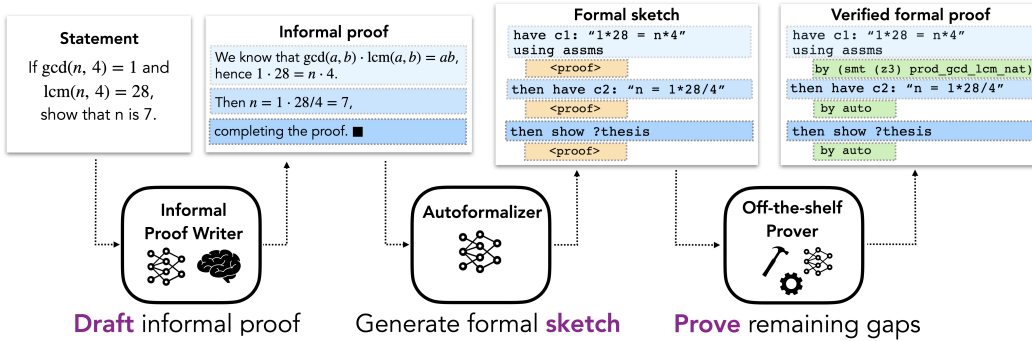 Statement
If gcd(n, 4) = 1 and
lcm(n, 4) = 28,
show that n is 7.
Informal proof
We know that gcd(a, b) · lcm(a, b) = ab,
hence 1 · 28 = n · 4.
Then n = 1 · 28/4 = 7,
completing the proof. ■
Formal sketch
have c1: “1*28 = n*4”
using assms
<proof>
then have c2: “n = 1*28/4”
<proof>
then show ?thesis
<proof>
Verified formal proof
have c1: “1*28 = n*4”
using assms
by (smt (z3) prod_gcd_lcm_nat)
then have c2: “n = 1*28/4”
by auto
then show ?thesis
by auto
Informal
Proof Writer
Autoformalizer
Off-the-shelf
Prover
Draft informal proof
Generate formal sketch
Prove remaining gaps